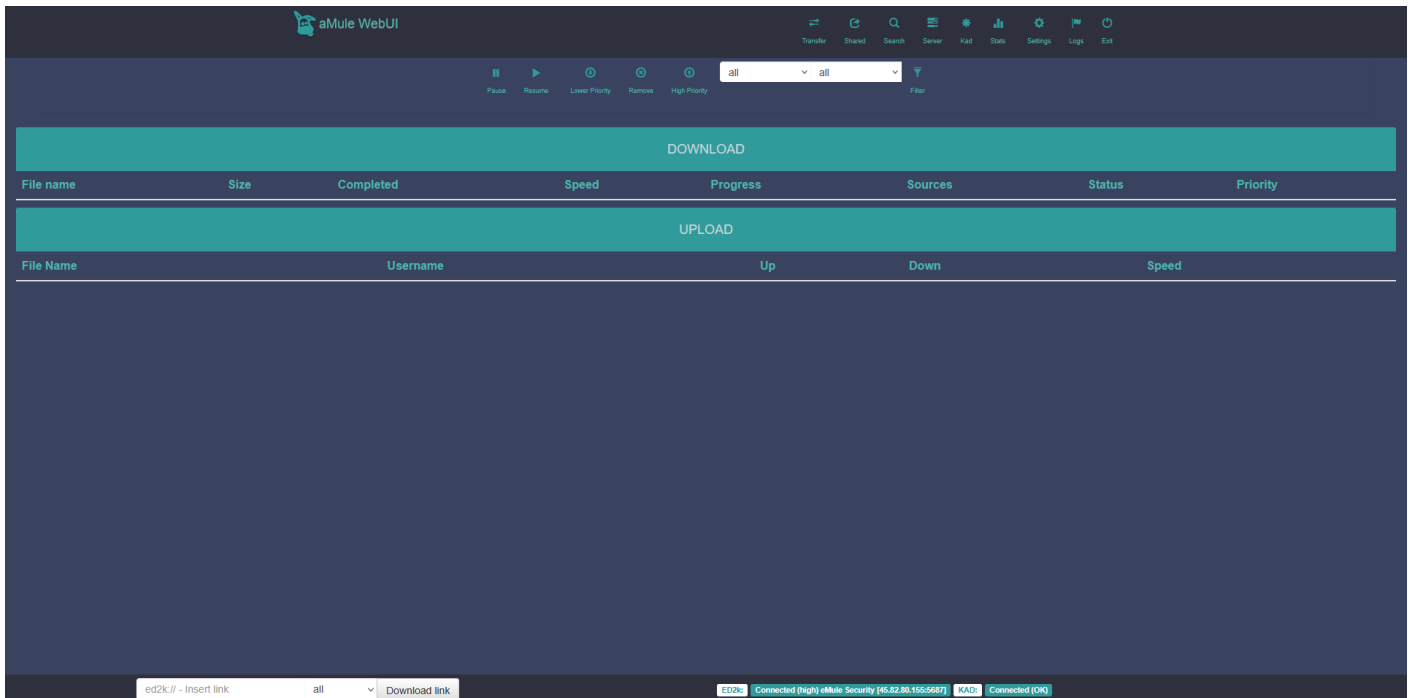 aMule WebUI
Transfer Shared Search Server Kad Stats Settings Logs Exit
Pause Resume Lower Priority Remove High Priority all all Filter
DOWNLOAD
File name Size Completed Speed Progress Sources Status Priority
UPLOAD
File Name Username Up Down Speed
ed2k:// - Insert link all Download link ED2k: Connected (high) eMule Security [45.82.80.155:5687] KAD: Connected (OK)